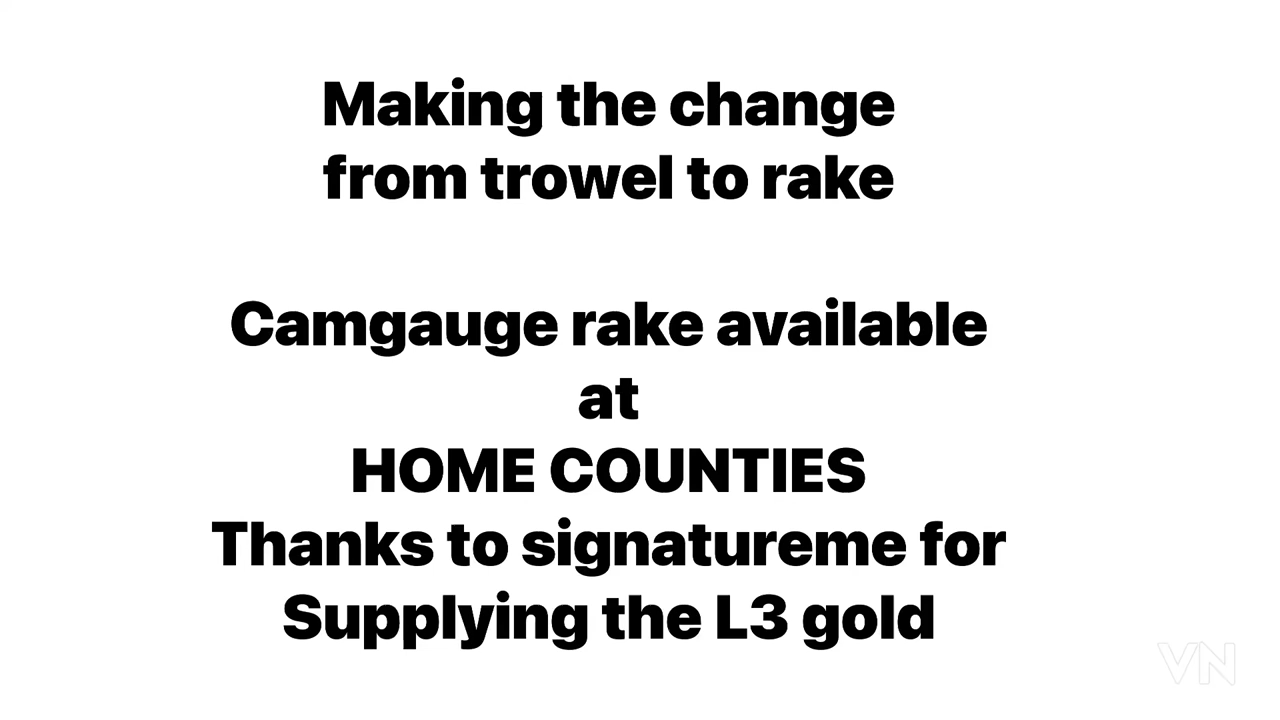 Making the change
from trowel to rake
Camgauge rake available
at
HOME COUNTIES
Thanks to signatureme for
Supplying the L3 gold
VN